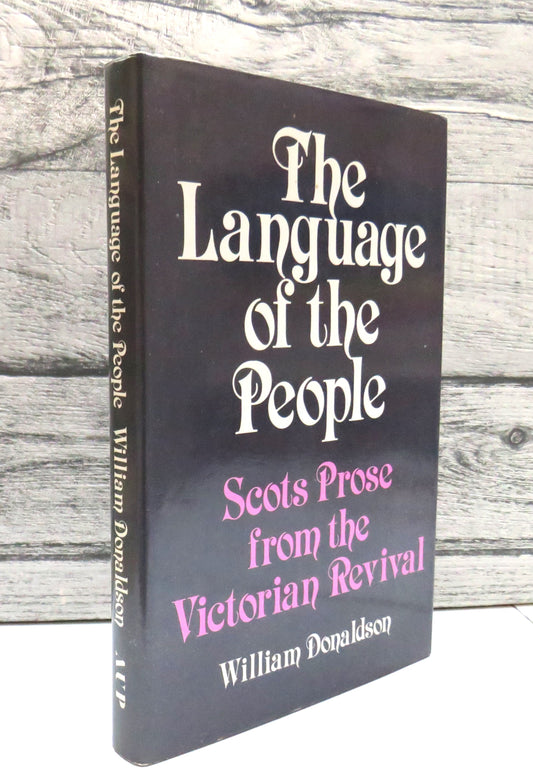 The
Language
of the
People
Scots Prose
from the
Victorian Revival
William Donaldson
The Language of the People William Donaldson AUP